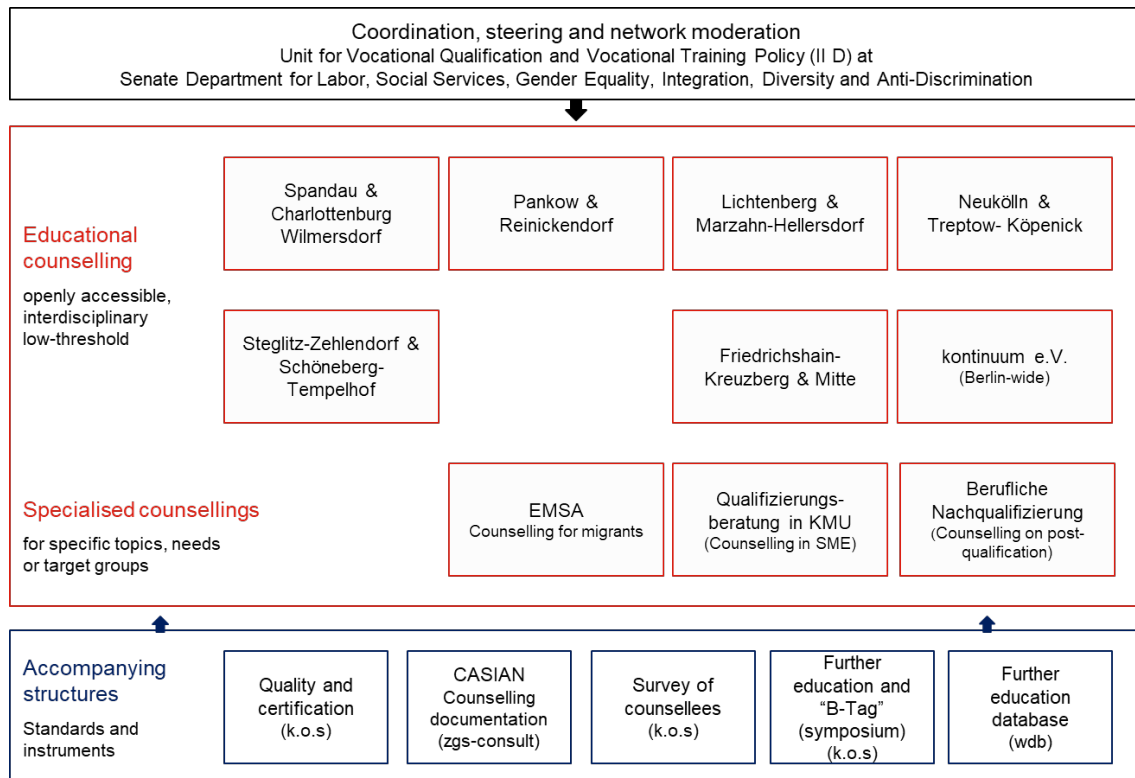 Coordination, steering and network moderation
Unit for Vocational Qualification and Vocational Training Policy (II D) at
Senate Department for Labor, Social Services, Gender Equality, Integration, Diversity and Anti-Discrimination
Educational
counselling
openly accessible,
interdisciplinary
low-threshold
Spandau &
Charlottenburg
Wilmersdorf
Pankow &
Reinickendorf
Lichtenberg &
Marzahn-Hellersdorf
Neukölln &
Treptow- Köpenick
Steglitz-Zehlendorf &
Schöneberg-
Tempelhof
Friedrichshain-
Kreuzberg & Mitte
kontinuum e.V.
(Berlin-wide)
Specialised counsellings
for specific topics, needs
or target groups
EMSA
Counselling for migrants
Qualifizierungs-
beratung in KMU
(Counselling in SME)
Berufliche
Nachqualifizierung
(Counselling on post-
qualification)
Accompanying
structures
Standards and
instruments
Quality and
certification
(k.o.s)
CASIAN
Counselling
documentation
(zgs-consult)
Survey of
counsellees
(k.o.s)
Further
education and
“B-Tag”
(symposium)
(k.o.s)
Further
education
database
(wdb)